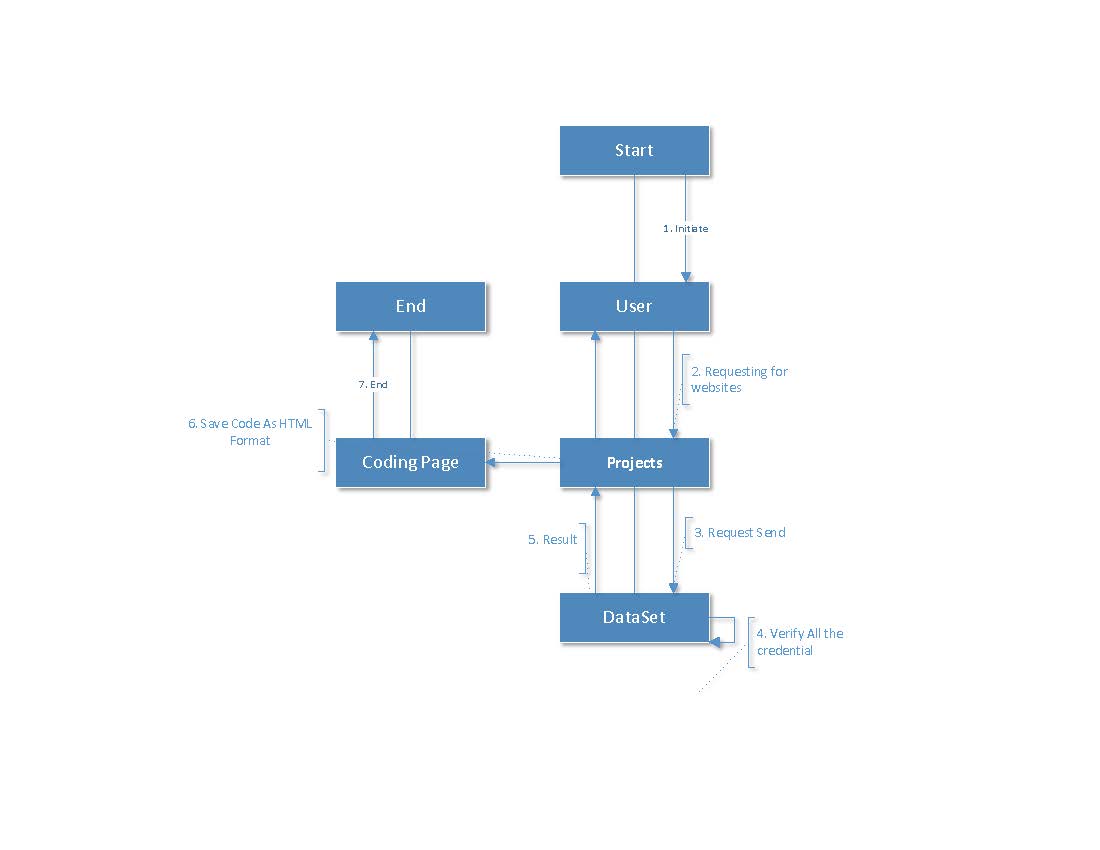 Start
1. Initiate
End
User
2. Requesting for
websites
7. End
6. Save Code As HTML
Format
Coding Page
Projects
5. Result
3. Request Send
DataSet
4. Verify All the
credential